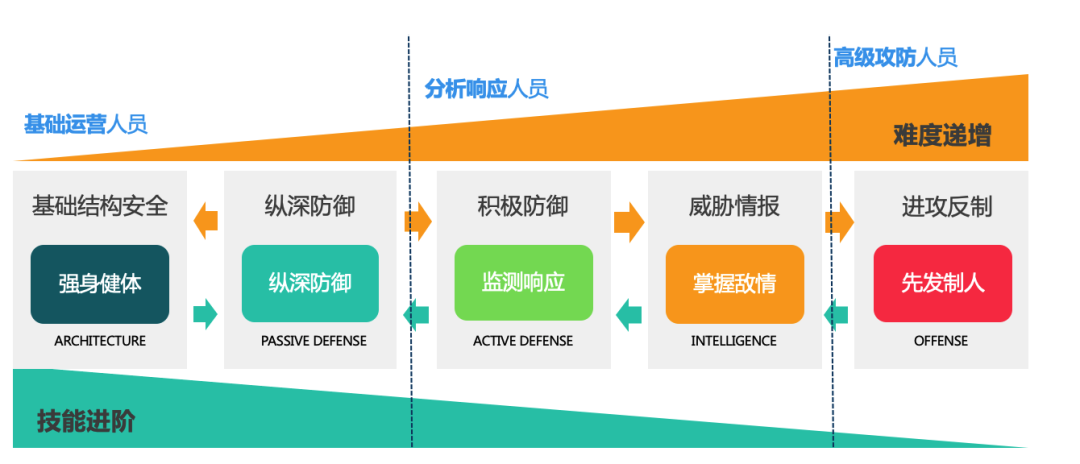 高级攻防人员
分析响应人员
基础运营人员
难度递增
基础结构安全
纵深防御
积极防御
威胁情报
进攻反制
强身健体
纵深防御
监测响应
掌握敌情
先发制人
ARCHITECTURE
PASSIVE DEFENSE
ACTIVE DEFENSE
INTELLIGENCE
OFFENSE
技能进阶